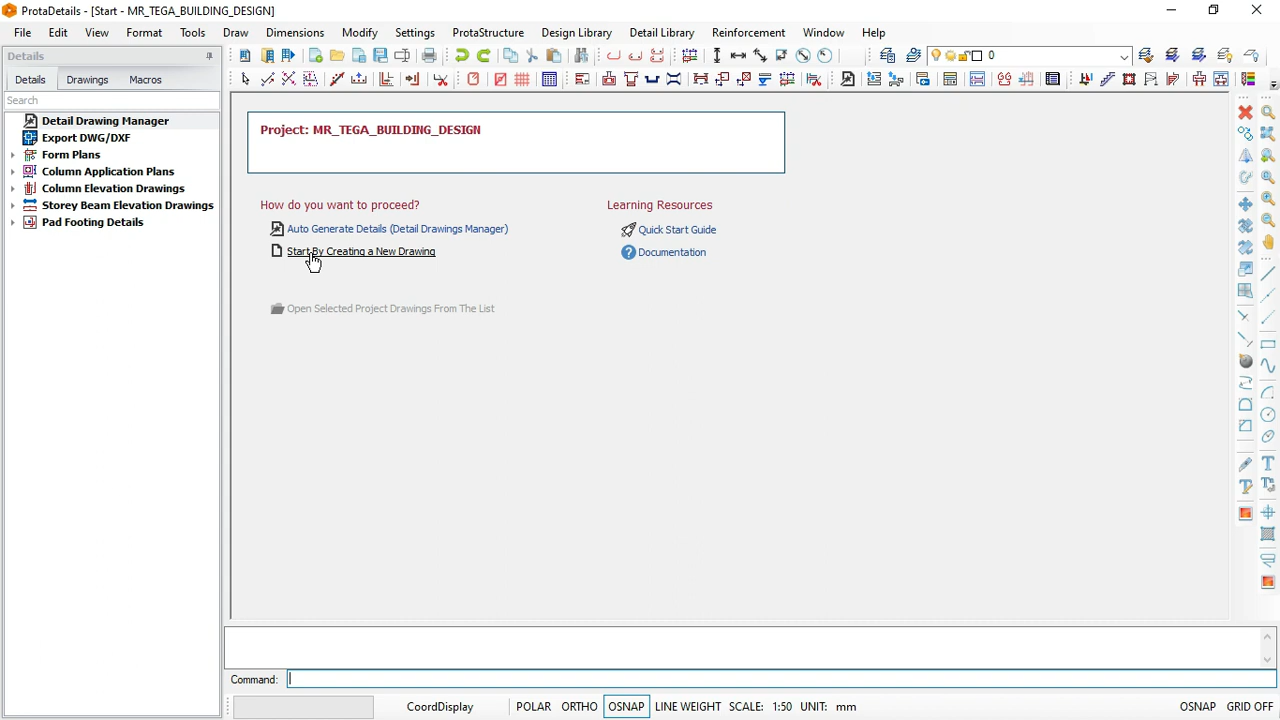 ProtaDetails - [Start - MR_TEGA_BUILDING_DESIGN]
File Edit View Format Tools Draw Dimensions Modify Settings ProtaStructure Design Library Detail Library Reinforcement Window Help
Details
0
Details Drawings Macros
Search
Detail Drawing Manager
Export DWG/DXF
Form Plans
Column Application Plans
Column Elevation Drawings
Storey Beam Elevation Drawings
Pad Footing Details
Project: MR_TEGA_BUILDING_DESIGN
How do you want to proceed?
Auto Generate Details (Detail Drawings Manager)
Start By Creating a New Drawing
Open Selected Project Drawings From The List
Learning Resources
Quick Start Guide
Documentation
Command:
CoordDisplay POLAR ORTHO OSNAP LINE WEIGHT SCALE: 1:50 UNIT: mm OSNAP GRID OFF